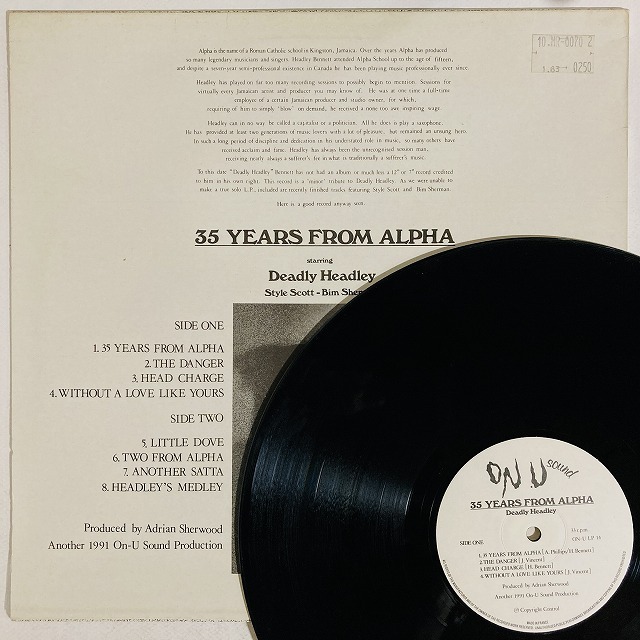 Alpha is the name of a Roman Catholic school in Kingston, Jamaica. Over the years Alpha has produced
so many legendary musicians and singers. Headley Bennett attended Alpha School up to the age of fifteen,
and despite a seven-year semi-professional existence in Canada he has been playing music professionally ever since.
Headley has played on far too many recording sessions to possibly begin to mention. Sessions for
virtually every Jamaican artist and producer you may know of. He was at one time a full-time
employee of a certain Jamaican producer and studio owner, for which,
requiring of him to simply "blow" on demand, he received a none too awe inspiring wage.
Headley can in no way be called a capitalist or a politician. All he does is play a saxophone.
He has provided at least two generations of music lovers with a lot of pleasure, but remained an unsung hero.
In such a long period of discipline and dedication in his understated role in music, so many others have
received acclaim and fame. Headley has always been the unrecognised session man,
receiving nearly always a sufferer's fee in what is traditionally a sufferer's music.
To this date "Deadly Headley" Bennett has not had an album or much less a 12" or 7" record credited
to him in his own right. This record is a "minor" tribute to Deadly Headley. As we were unable to
make a true solo L.P., included are recently finished tracks featuring Style Scott and Bim Sherman.
Here is a good record anyway son.
0250
35 YEARS FROM ALPHA
starring
Deadly Headley
Style Scott - Bim Sher
SIDE ONE
1. 35 YEARS FROM ALPHA
2. THE DANGER
3. HEAD CHARGE
4. WITHOUT A LOVE LIKE YOURS
SIDE TWO
5. LITTLE DOVE
6. TWO FROM ALPHA
7. ANOTHER SATTA
8. HEADLEY'S MEDLEY
Produced by Adrian Sherwood
Another 1991 On-U Sound Production
ON U sound
35 YEARS FROM ALPHA
Deadly Headley
SIDE ONE
33 r.p.m.
ON-U LP 16
1. 35 YEARS FROM ALPHA [A. Phillips/H. Bennett]
2. THE DANGER [J. Vincent]
3. HEAD CHARGE [H. Bennett]
4. WITHOUT A LOVE LIKE YOURS [J. Vincent]
Produced by Adrian Sherwood
Another 1991 On-U Sound Production
℗ Copyright Control